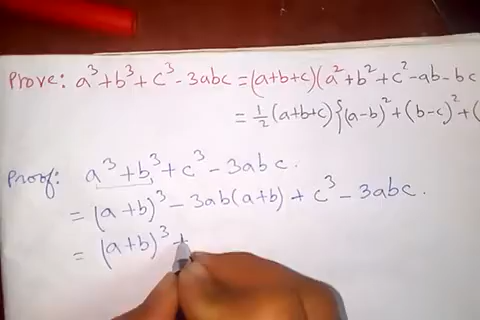 Prove: a³+b³+c³-3abc = (a+b+c)(a²+b²+c²-ab-bc
= 1/2 (a+b+c){(a-b)²+(b-c)²+(
Proof: a³+b³+c³-3abc.
= (a+b)³-3ab(a+b)+c³-3abc.
= (a+b)³+